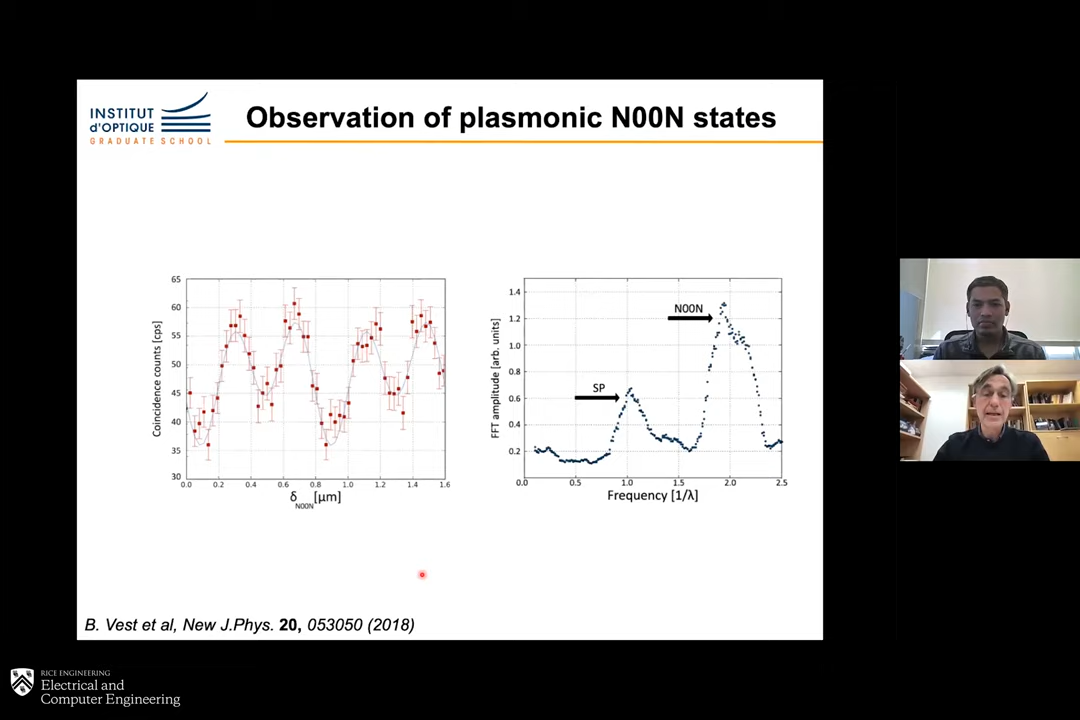 INSTITUT
d'OPTIQUE
GRADUATE SCHOOL
Observation of plasmonic N00N states
65
60
55
50
45
40
35
30
Coincidence counts [cps]
0.0 0.2 0.4 0.6 0.8 1.0 1.2 1.4 1.6
δN00N[μm]
1.4
1.2
1.0
0.8
0.6
0.4
0.2
FFT amplitude [arb. units]
N00N
SP
0.0 0.5 1.0 1.5 2.0 2.5
Frequency [1/λ]
B. Vest et al, New J.Phys. 20, 053050 (2018)
RICE ENGINEERING
Electrical and
Computer Engineering